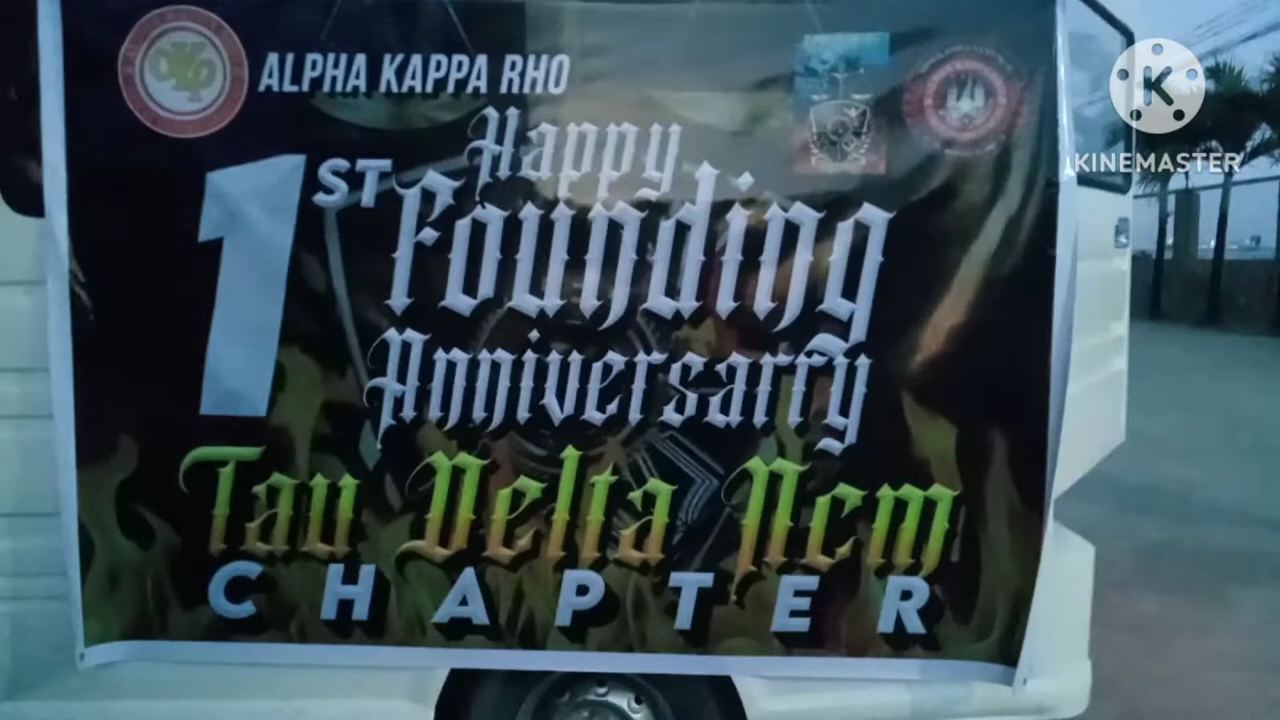 ALPHA KAPPA RHO
Happy
1ST Founding
Anniversarry
Tau Delta Ncm
CHAPTER
K
KINEMASTER